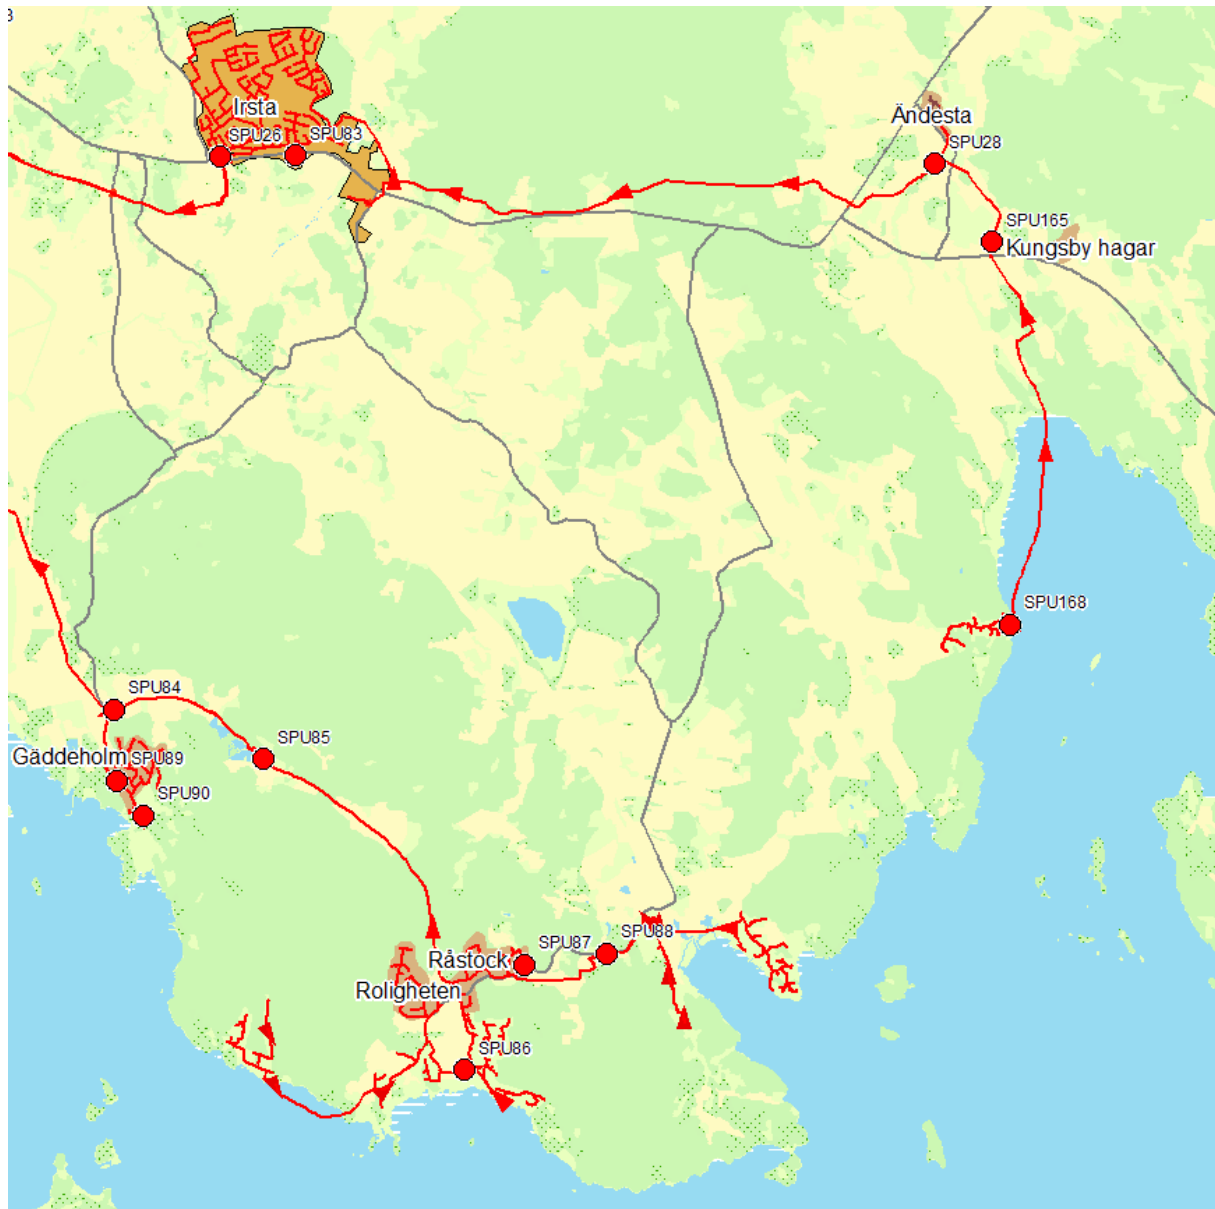 3
Irsta
SPU26
SPU83
Ändesta
SPU28
SPU165
Kungsby hagar
SPU168
SPU84
SPU85
Gäddeholm
SPU89
SPU90
SPU87
SPU88
Råstock
Roligheten
SPU86